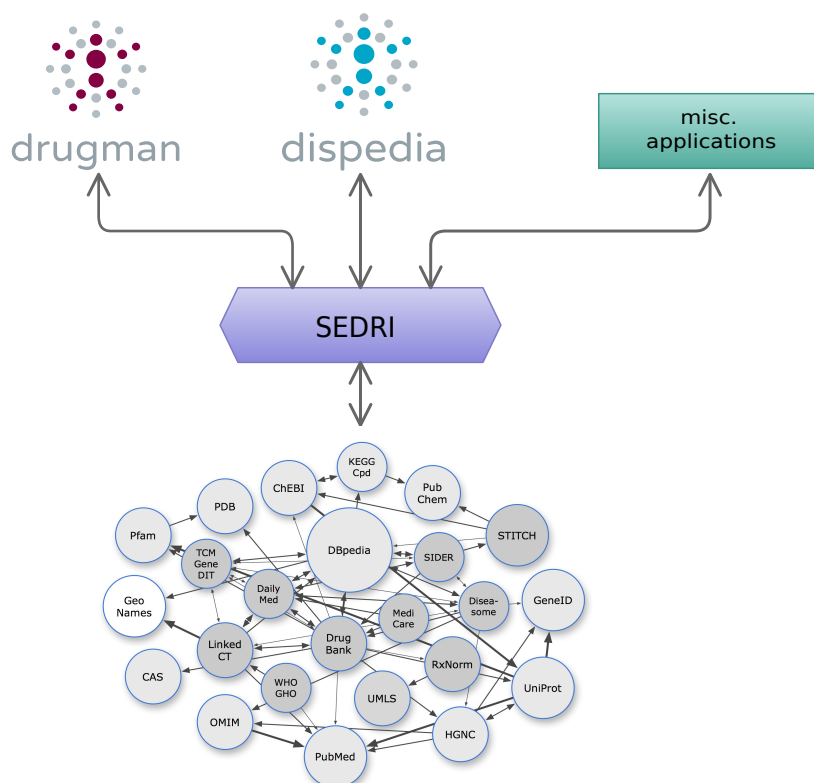 drugman
dispedia
misc.
applications
SEDRI
KEGG
Cpd
ChEBI
Pub
Chem
PDB
Pfam
STITCH
DBpedia
SIDER
TCM
Gene
DIT
Daily
Med
Geo
Names
Disea-
some
GeneID
Medi
Care
Linked
CT
Drug
Bank
RxNorm
CAS
WHO
GHO
UMLS
UniProt
OMIM
HGNC
PubMed